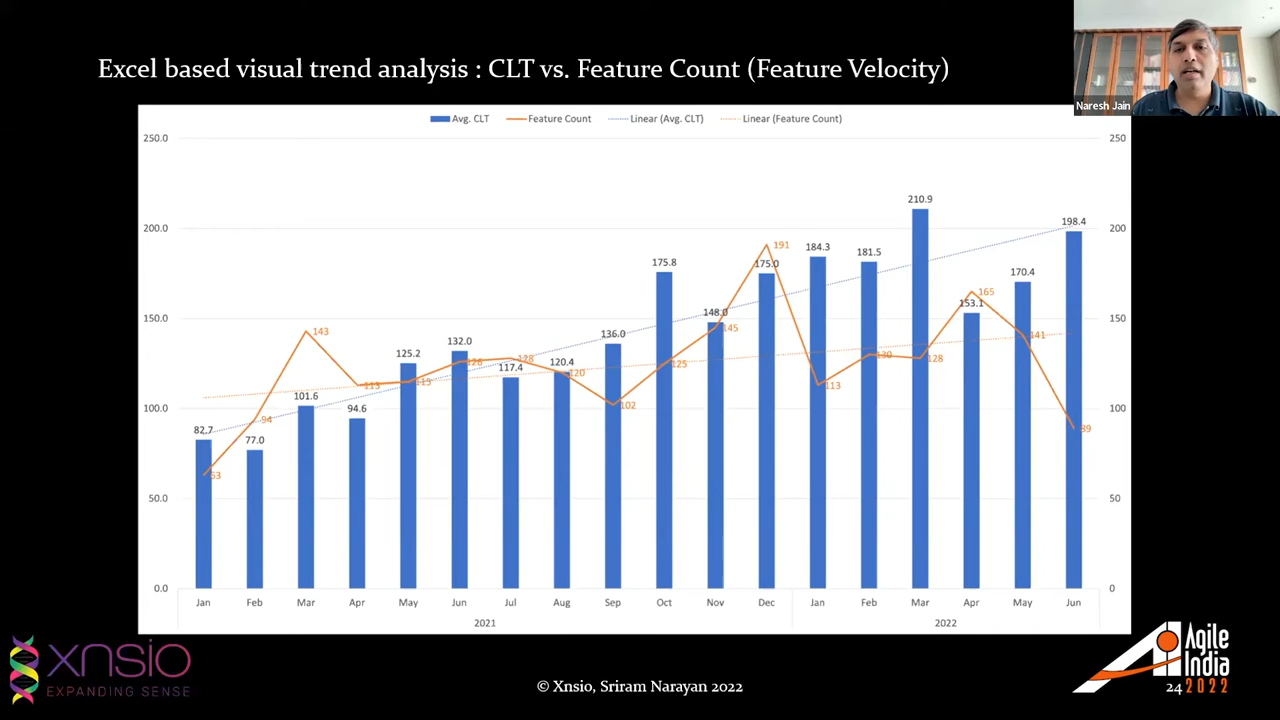 Excel based visual trend analysis : CLT vs. Feature Count (Feature Velocity)
Naresh Jain
Avg. CLT Feature Count Linear (Avg. CLT) Linear (Feature Count)
250.0 250
200.0 200
150.0 150
100.0 100
50.0 50
0.0 0
82.7 77.0 101.6 94.6 125.2 132.0 117.4 120.4 136.0 175.8 148.0 175.0 184.3 181.5 210.9 153.1 170.4 198.4
63 94 143 113 115 126 128 120 102 125 145 191 113 130 128 165 141 89
Jan Feb Mar Apr May Jun Jul Aug Sep Oct Nov Dec Jan Feb Mar Apr May Jun
2021 2022
xnsio
EXPANDING SENSE
© Xnsio, Sriram Narayan 2022
Agile
India
24 2022